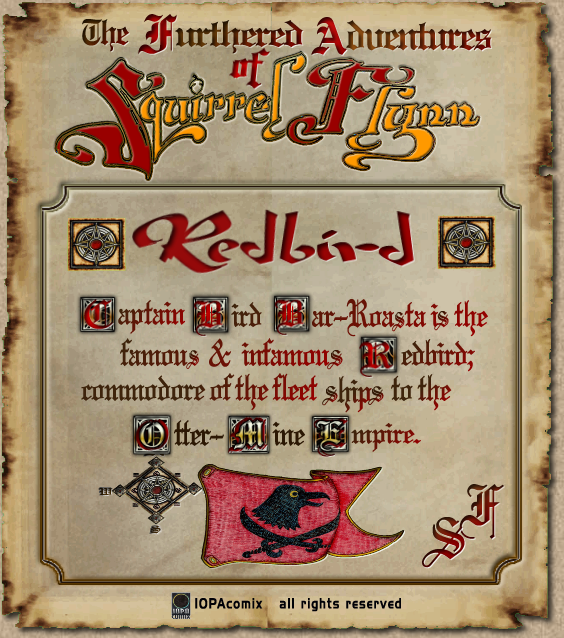 The Furthered Adventures
of
Squirrel Flynn
Redbird
Captain Bird Bar-Roasta is the
famous & infamous Redbird;
commodore of the fleet ships to the
Otter-Mine Empire.
SF
IOPAcomix all rights reserved